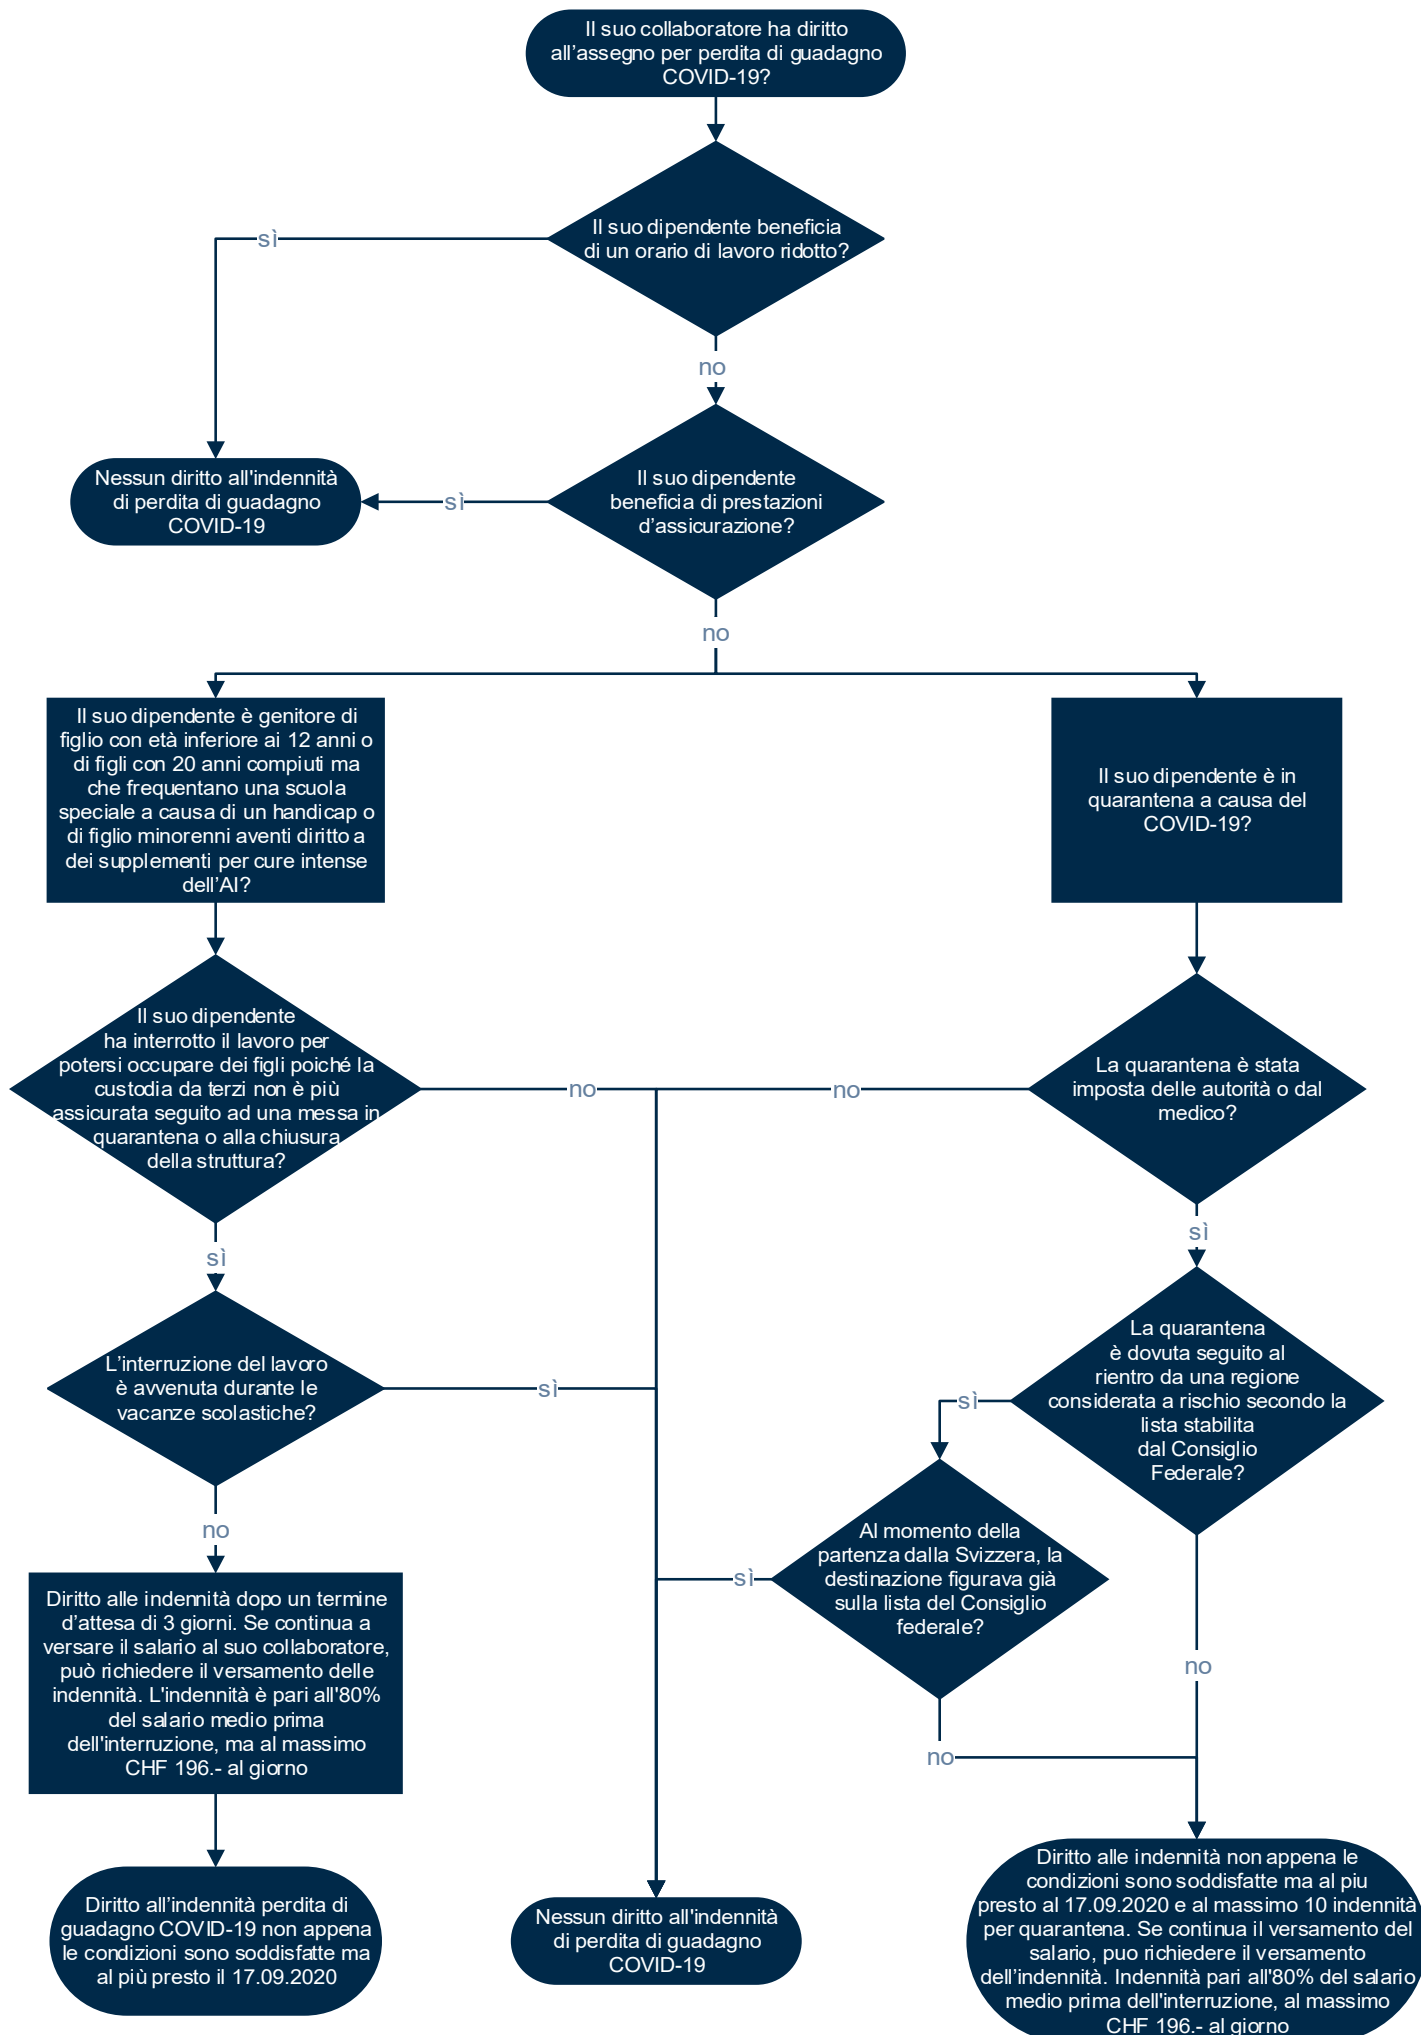 Il suo collaboratore ha diritto
all’assegno per perdita di guadagno
COVID-19?
Il suo dipendente beneficia
di un orario di lavoro ridotto?
sì
no
Nessun diritto all'indennità
di perdita di guadagno
COVID-19
sì
Il suo dipendente
beneficia di prestazioni
d’assicurazione?
no
Il suo dipendente è genitore di
figlio con età inferiore ai 12 anni o
di figli con 20 anni compiuti ma
che frequentano una scuola
speciale a causa di un handicap o
di figlio minorenni aventi diritto a
dei supplementi per cure intense
dell’AI?
Il suo dipendente è in
quarantena a causa del
COVID-19?
Il suo dipendente
ha interrotto il lavoro per
potersi occupare dei figli poiché la
custodia da terzi non è più
assicurata seguito ad una messa in
quarantena o alla chiusura
della struttura?
no
no
La quarantena è stata
imposta delle autorità o dal
medico?
sì
sì
L’interruzione del lavoro
è avvenuta durante le
vacanze scolastiche?
sì
La quarantena
è dovuta seguito al
rientro da una regione
considerata a rischio secondo la
lista stabilita
dal Consiglio
Federale?
sì
no
Al momento della
partenza dalla Svizzera, la
destinazione figurava già
sulla lista del Consiglio
federale?
sì
no
no
Diritto alle indennità dopo un termine
d’attesa di 3 giorni. Se continua a
versare il salario al suo collaboratore,
può richiedere il versamento delle
indennità. L'indennità è pari all'80%
del salario medio prima
dell'interruzione, ma al massimo
CHF 196.- al giorno
Diritto all’indennità perdita di
guadagno COVID-19 non appena
le condizioni sono soddisfatte ma
al più presto il 17.09.2020
Nessun diritto all'indennità
di perdita di guadagno
COVID-19
Diritto alle indennità non appena le
condizioni sono soddisfatte ma al piu
presto al 17.09.2020 e al massimo 10 indennità
per quarantena. Se continua il versamento del
salario, puo richiedere il versamento
dell’indennità. Indennità pari all'80% del salario
medio prima dell'interruzione, al massimo
CHF 196.- al giorno